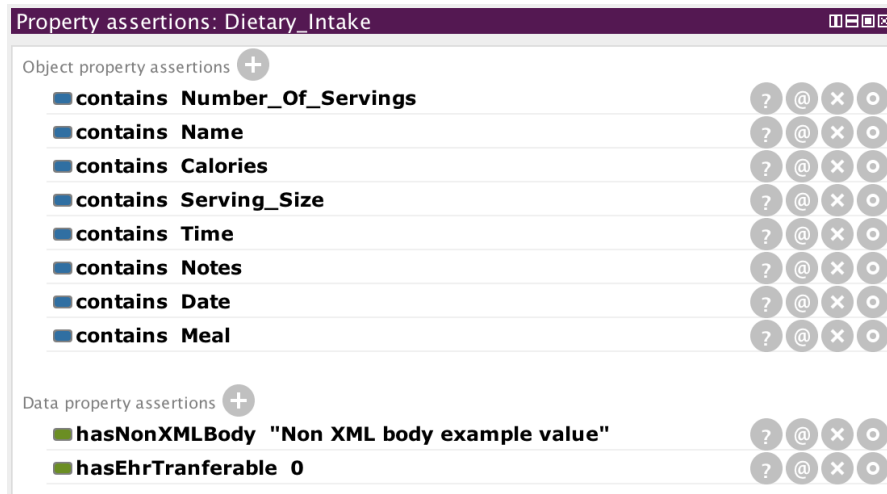 Property assertions: Dietary_Intake
Object property assertions
contains Number_Of_Servings
contains Name
contains Calories
contains Serving_Size
contains Time
contains Notes
contains Date
contains Meal
Data property assertions
hasNonXMLBody "Non XML body example value"
hasEhrTranferable 0